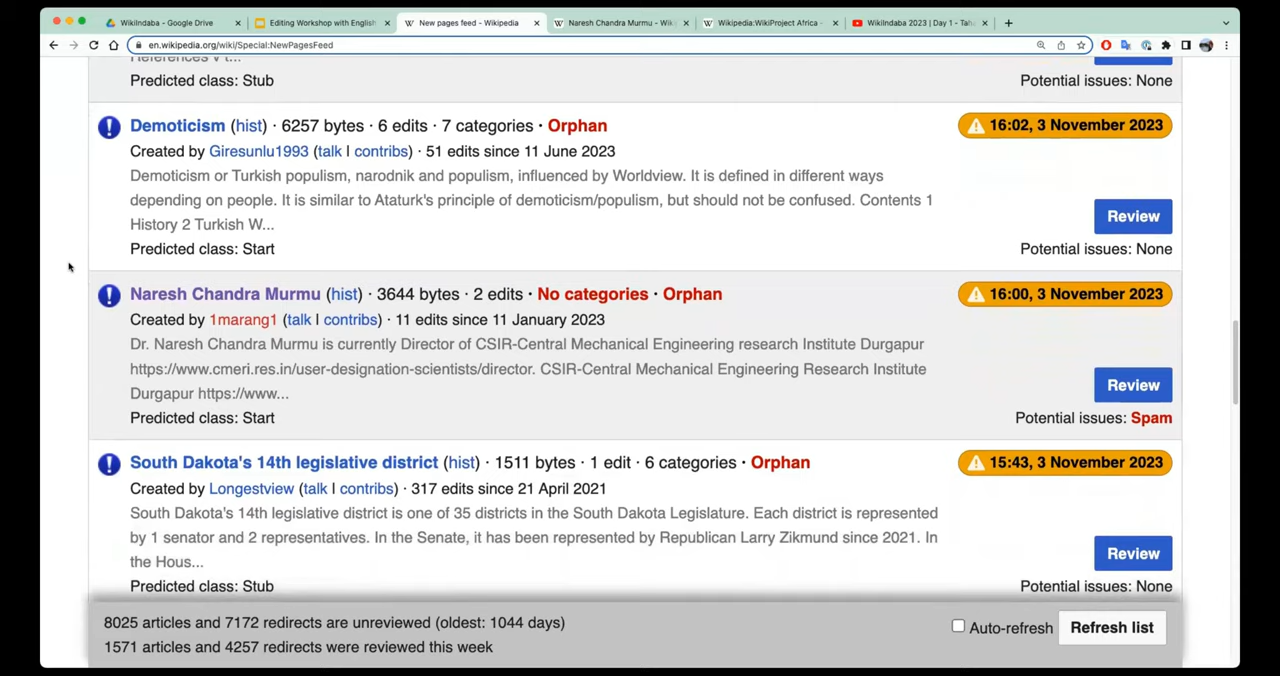 WikiIndaba - Google Drive
Editing Workshop with English
New pages feed - Wikipedia
Naresh Chandra Murmu - Wiki
Wikipedia:WikiProject Africa -
WikiIndaba 2023 | Day 1 - Tah
en.wikipedia.org/wiki/Special:NewPagesFeed
Predicted class: Stub
Potential issues: None
Demoticism (hist) · 6257 bytes · 6 edits · 7 categories · Orphan
16:02, 3 November 2023
Created by Giresunlu1993 (talk | contribs) · 51 edits since 11 June 2023
Demoticism or Turkish populism, narodnik and populism, influenced by Worldview. It is defined in different ways
depending on people. It is similar to Ataturk's principle of demoticism/populism, but should not be confused. Contents 1
History 2 Turkish W...
Review
Predicted class: Start
Potential issues: None
Naresh Chandra Murmu (hist) · 3644 bytes · 2 edits · No categories · Orphan
16:00, 3 November 2023
Created by 1marang1 (talk | contribs) · 11 edits since 11 January 2023
Dr. Naresh Chandra Murmu is currently Director of CSIR-Central Mechanical Engineering research Institute Durgapur
https://www.cmeri.res.in/user-designation-scientists/director. CSIR-Central Mechanical Engineering Research Institute
Durgapur https://www...
Review
Predicted class: Start
Potential issues: Spam
South Dakota's 14th legislative district (hist) · 1511 bytes · 1 edit · 6 categories · Orphan
15:43, 3 November 2023
Created by Longestview (talk | contribs) · 317 edits since 21 April 2021
South Dakota's 14th legislative district is one of 35 districts in the South Dakota Legislature. Each district is represented
by 1 senator and 2 representatives. In the Senate, it has been represented by Republican Larry Zikmund since 2021. In
the Hous...
Review
Predicted class: Stub
Potential issues: None
8025 articles and 7172 redirects are unreviewed (oldest: 1044 days)
1571 articles and 4257 redirects were reviewed this week
Auto-refresh
Refresh list